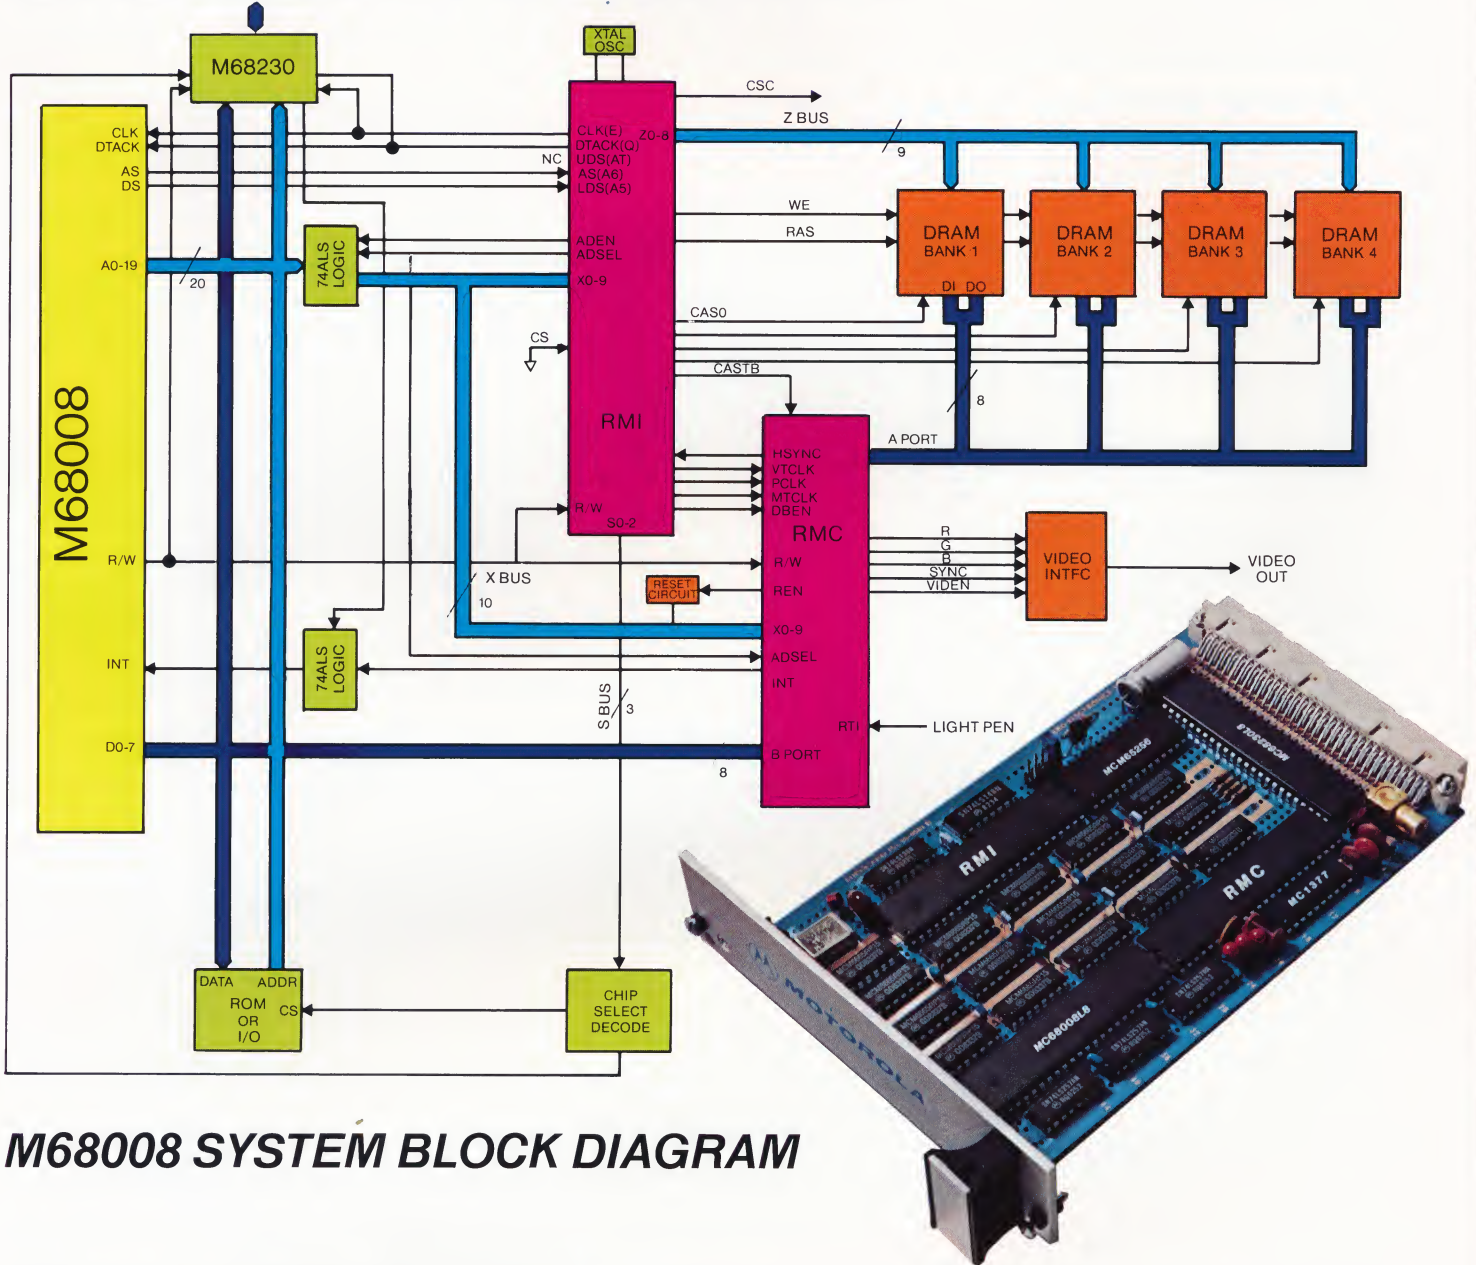 XTAL
OSC
M68230
CSC
Z BUS
9
CLK
DTACK
AS
DS
A0-19
20
M68008
R/W
INT
D0-7
NC
CLK(E)
DTACK(Q)
UDS(AT)
AS(A6)
LDS(A5)
Z0-8
ADEN
ADSEL
X0-9
CS
RMI
R/W
S0-2
74ALS
LOGIC
WE
RAS
CAS0
CASTB
DRAM
BANK 1
DI DO
DRAM
BANK 2
DRAM
BANK 3
DRAM
BANK 4
8
A PORT
HSYNC
VTCLK
PCLK
MTCLK
DBEN
RMC
R/W
REN
X0-9
ADSEL
INT
RTI
B PORT
R
G
B
SYNC
VIDEN
VIDEO
INTFC
VIDEO
OUT
X BUS
10
RESET
CIRCUIT
74ALS
LOGIC
S BUS
3
LIGHT PEN
8
DATA ADDR
ROM
OR
I/O
CS
CHIP
SELECT
DECODE
MC68230L8
MCM65256
RMI
RMC
MC1377
MC68008L8
MOTOROLA
M68008 SYSTEM BLOCK DIAGRAM